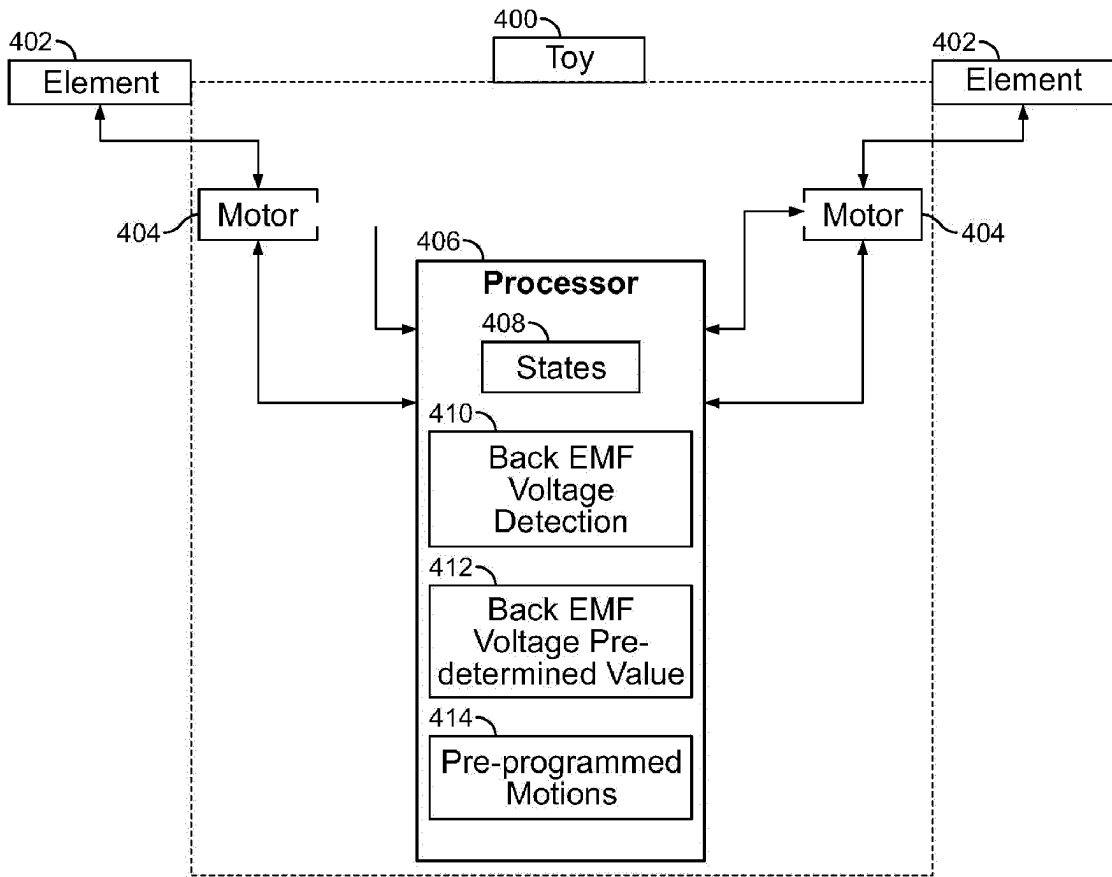 400
Toy
402
Element
402
Element
404
Motor
Motor
404
406
Processor
408
States
410
Back EMF
Voltage
Detection
412
Back EMF
Voltage Pre-
determined Value
414
Pre-programmed
Motions